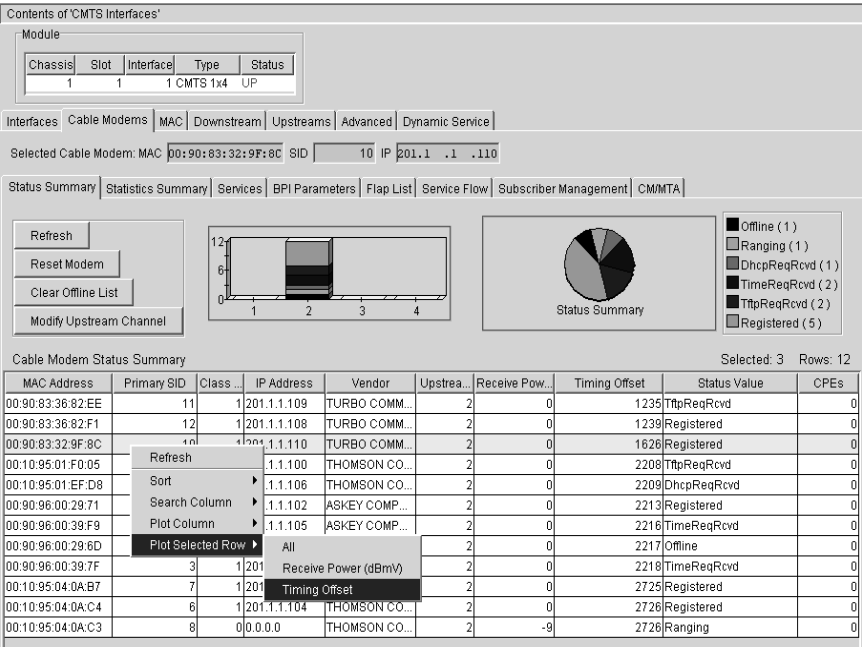 Contents of 'CMTS Interfaces'
Module
Chassis Slot Interface Type Status
1 1 1 CMTS 1x4 UP
Interfaces Cable Modems MAC Downstream Upstreams Advanced Dynamic Service
Selected Cable Modem: MAC 00:90:83:32:9F:8C SID 10 IP 201.1 .1 .110
Status Summary Statistics Summary Services BPI Parameters Flap List Service Flow Subscriber Management CM/MTA
Refresh
Reset Modem
Clear Offline List
Modify Upstream Channel
12
6
0
1 2 3 4
Status Summary
Offline ( 1 )
Ranging ( 1 )
DhcpReqRcvd ( 1 )
TimeReqRcvd ( 2 )
TftpReqRcvd ( 2 )
Registered ( 5 )
Cable Modem Status Summary Selected: 3 Rows: 12
MAC Address Primary SID Class ... IP Address Vendor Upstrea... Receive Pow... Timing Offset Status Value CPEs
00:90:83:36:82:EE 11 1 201.1.1.109 TURBO COMM... 2 0 1235 TftpReqRcvd 0
00:90:83:36:82:F1 12 1 201.1.1.108 TURBO COMM... 2 0 1239 Registered 0
00:90:83:32:9F:8C 10 1 201.1.1.110 TURBO COMM... 2 0 1626 Registered 0
00:10:95:01:F0:05 .1.1.100 THOMSON CO... 2 0 2208 TftpReqRcvd 0
00:10:95:01:EF:D8 .1.1.106 THOMSON CO... 2 0 2209 DhcpReqRcvd 0
00:90:96:00:29:71 .1.1.102 ASKEY COMP... 2 0 2213 Registered 0
00:90:96:00:39:F9 .1.1.105 ASKEY COMP... 2 0 2216 TimeReqRcvd 0
00:90:96:00:29:6D 2 0 2217 Offline 0
00:90:96:00:39:7F 3 1 201 2 0 2218 TimeReqRcvd 0
00:10:95:04:0A:B7 7 1 201 2 0 2725 Registered 0
00:10:95:04:0A:C4 6 1 201.1.1.104 THOMSON CO... 2 0 2726 Registered 0
00:10:95:04:0A:C3 8 0 0.0.0.0 THOMSON CO... 2 -9 2726 Ranging 0
Refresh
Sort
Search Column
Plot Column
Plot Selected Row
All
Receive Power (dBmV)
Timing Offset